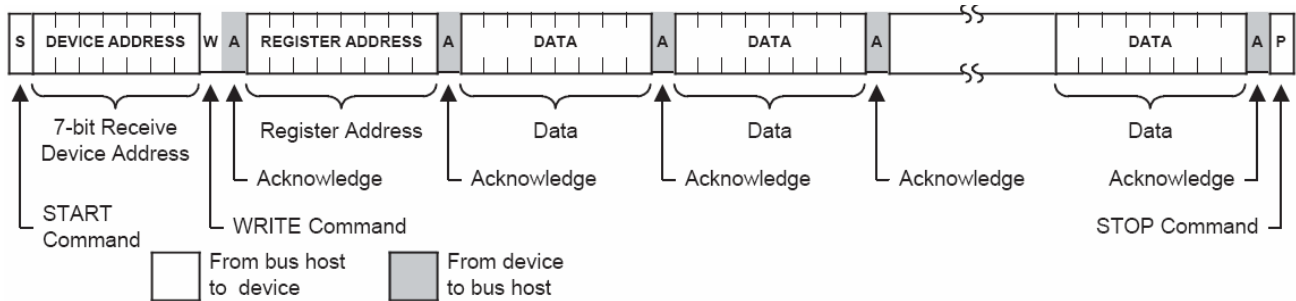 S DEVICE ADDRESS W A REGISTER ADDRESS A DATA A DATA A DATA A P
7-bit Receive
Device Address
Register Address
Data
Data
Data
Acknowledge
Acknowledge
Acknowledge
Acknowledge
Acknowledge
START
Command
WRITE Command
STOP Command
From bus host
to device
From device
to bus host